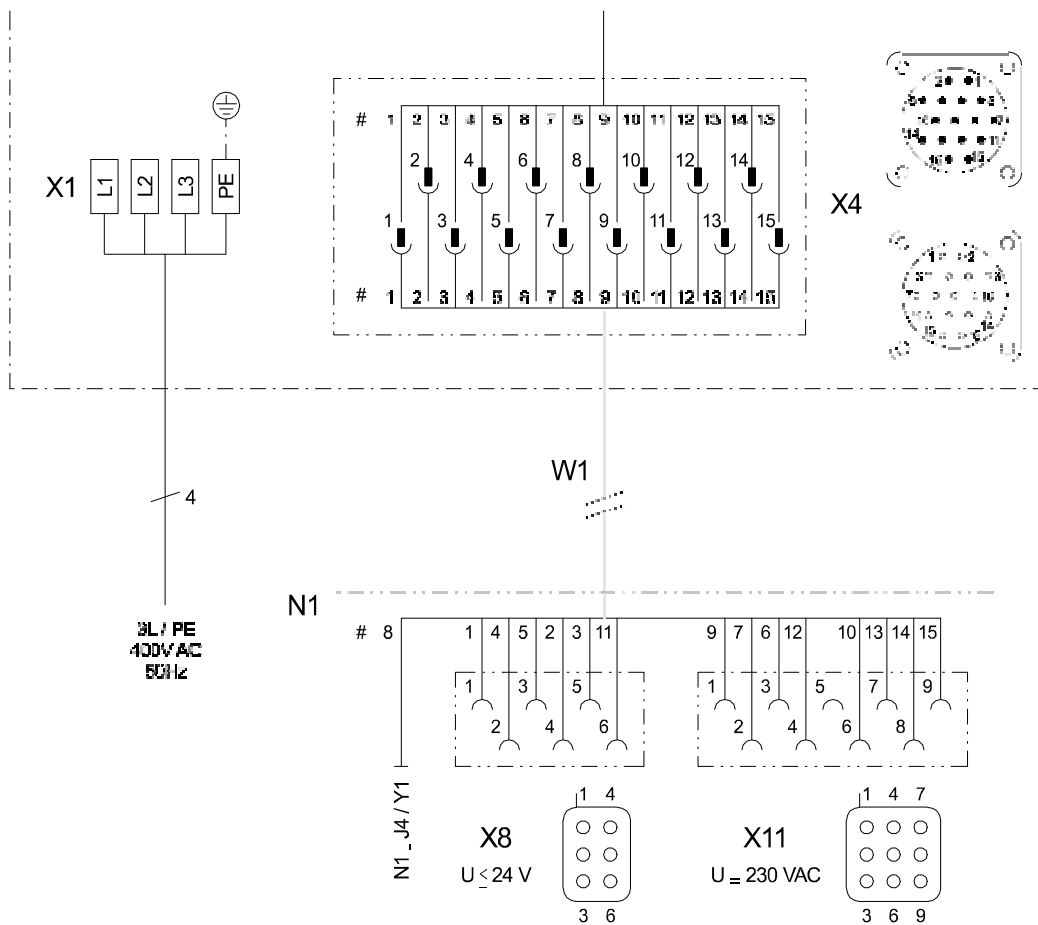 # 1 2 3 4 5 6 7 8 9 10 11 12 13 14 15
2 4 6 8 10 12 14
X1 L1 L2 L3 PE
X4
1 3 5 7 9 11 13 15
# 1 2 3 4 5 6 7 8 9 10 11 12 13 14 15
W1
4
N1
3L / PE
400V AC
50Hz
# 8 1 4 5 2 3 11 9 7 6 12 10 13 14 15
1 3 5 1 3 5 7 9
2 4 6 2 4 6 8
N1_J4 / Y1
1 4 1 4 7
X8 X11
U ≤ 24 V U = 230 VAC
3 6 3 6 9